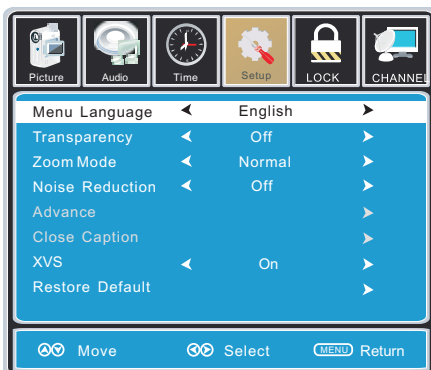 Picture Audio Time Setup LOCK CHANNEL
Menu Language English
Transparency Off
Zoom Mode Normal
Noise Reduction Off
Advance
Close Caption
XVS On
Restore Default
Move Select MENU Return